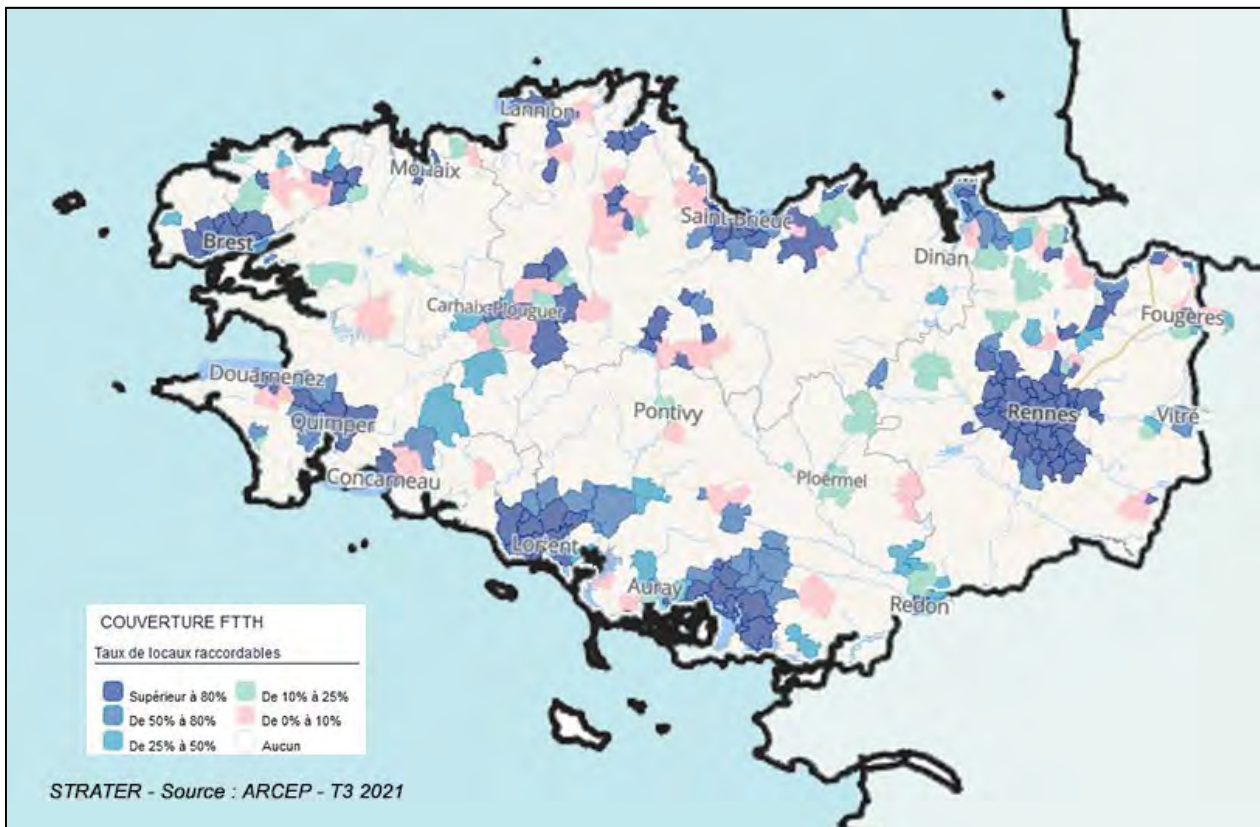 Lannion
Morlaix
Saint-Brieuc
Brest
Dinan
Carhaix-Plouguer
Fougères
Douarnenez
Quimper
Pontivy
Rennes
Vitré
Concarneau
Ploërmel
Lorient
Auray
Redon
COUVERTURE FTTH
Taux de locaux raccordables
Supérieur à 80%
De 10% à 25%
De 50% à 80%
De 0% à 10%
De 25% à 50%
Aucun
STRATER - Source : ARCEP - T3 2021